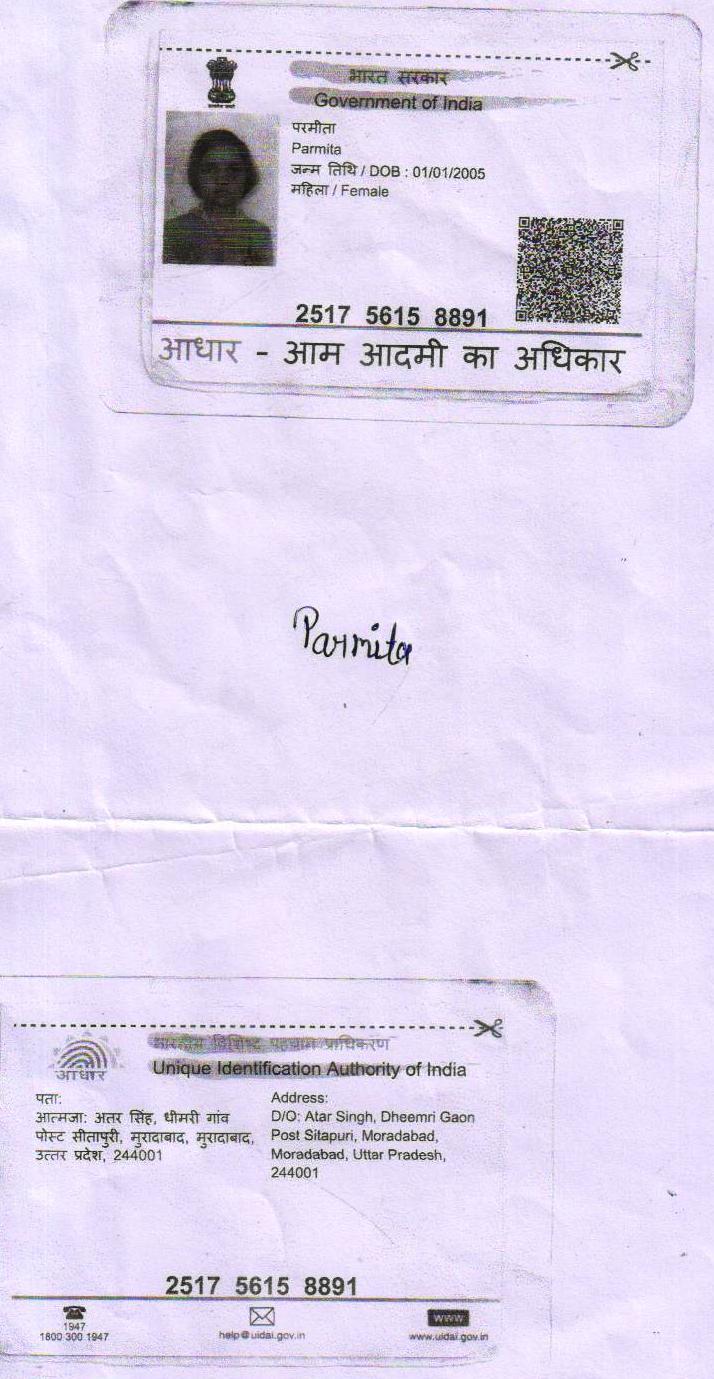 भारत सरकार
Government of India
परमीता
Parmita
जन्म तिथि / DOB : 01/01/2005
महिला / Female
2517 5615 8891
आधार - आम आदमी का अधिकार
Parmita
भारतीय विशिष्ट पहचान प्राधिकरण
आधार
Unique Identification Authority of India
पता:
आत्मजा: अतर सिंह, धीमरी गांव
पोस्ट सीतापुरी, मुरादाबाद, मुरादाबाद,
उत्तर प्रदेश, 244001
Address:
D/O: Atar Singh, Dheemri Gaon
Post Sitapuri, Moradabad,
Moradabad, Uttar Pradesh,
244001
2517 5615 8891
1947
1800 300 1947
help@uidai.gov.in
www
www.uidai.gov.in